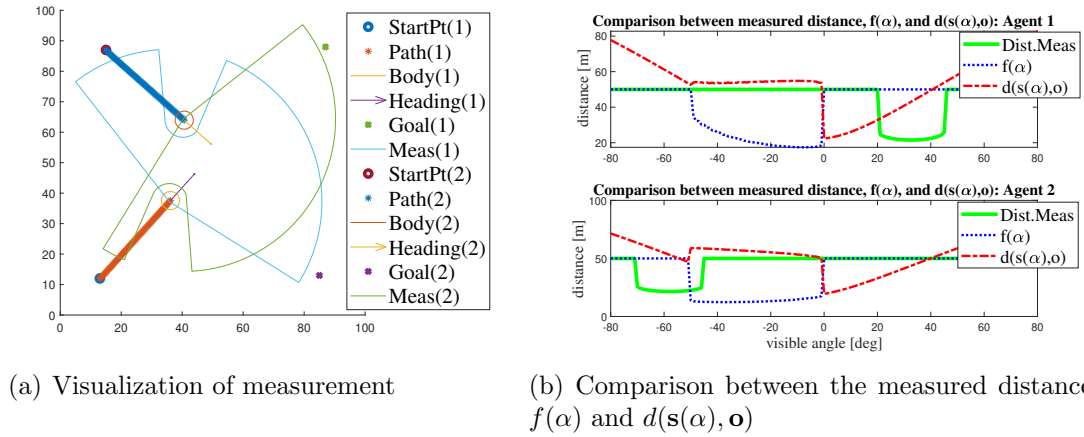 100
90
80
70
60
50
40
30
20
10
0
0
20
40
60
80
100
StartPt(1)
Path(1)
Body(1)
Heading(1)
Goal(1)
Meas(1)
StartPt(2)
Path(2)
Body(2)
Heading(2)
Goal(2)
Meas(2)
(a) Visualization of measurement
Comparison between measured distance, f(α), and d(s(α),o): Agent 1
distance [m]
80
60
40
20
-80 -60 -40 -20 0 20 40 60 80
Dist.Meas
f(α)
d(s(α),o)
Comparison between measured distance, f(α), and d(s(α),o): Agent 2
distance [m]
100
50
0
-80 -60 -40 -20 0 20 40 60 80
visible angle [deg]
Dist.Meas
f(α)
d(s(α),o)
(b) Comparison between the measured distance
f(α) and d(s(α), o)